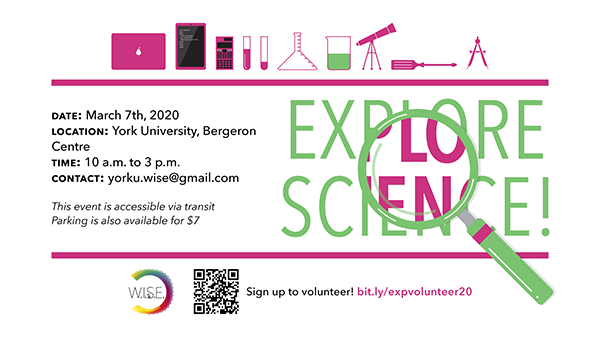 DATE: March 7th, 2020
LOCATION: York University, Bergeron
Centre
TIME: 10 a.m. to 3 p.m.
CONTACT: yorku.wise@gmail.com
This event is accessible via transit
Parking is also available for $7
EXPLORE
SCIENCE!
W.I.S.E.
Sign up to volunteer! bit.ly/expvolunteer20